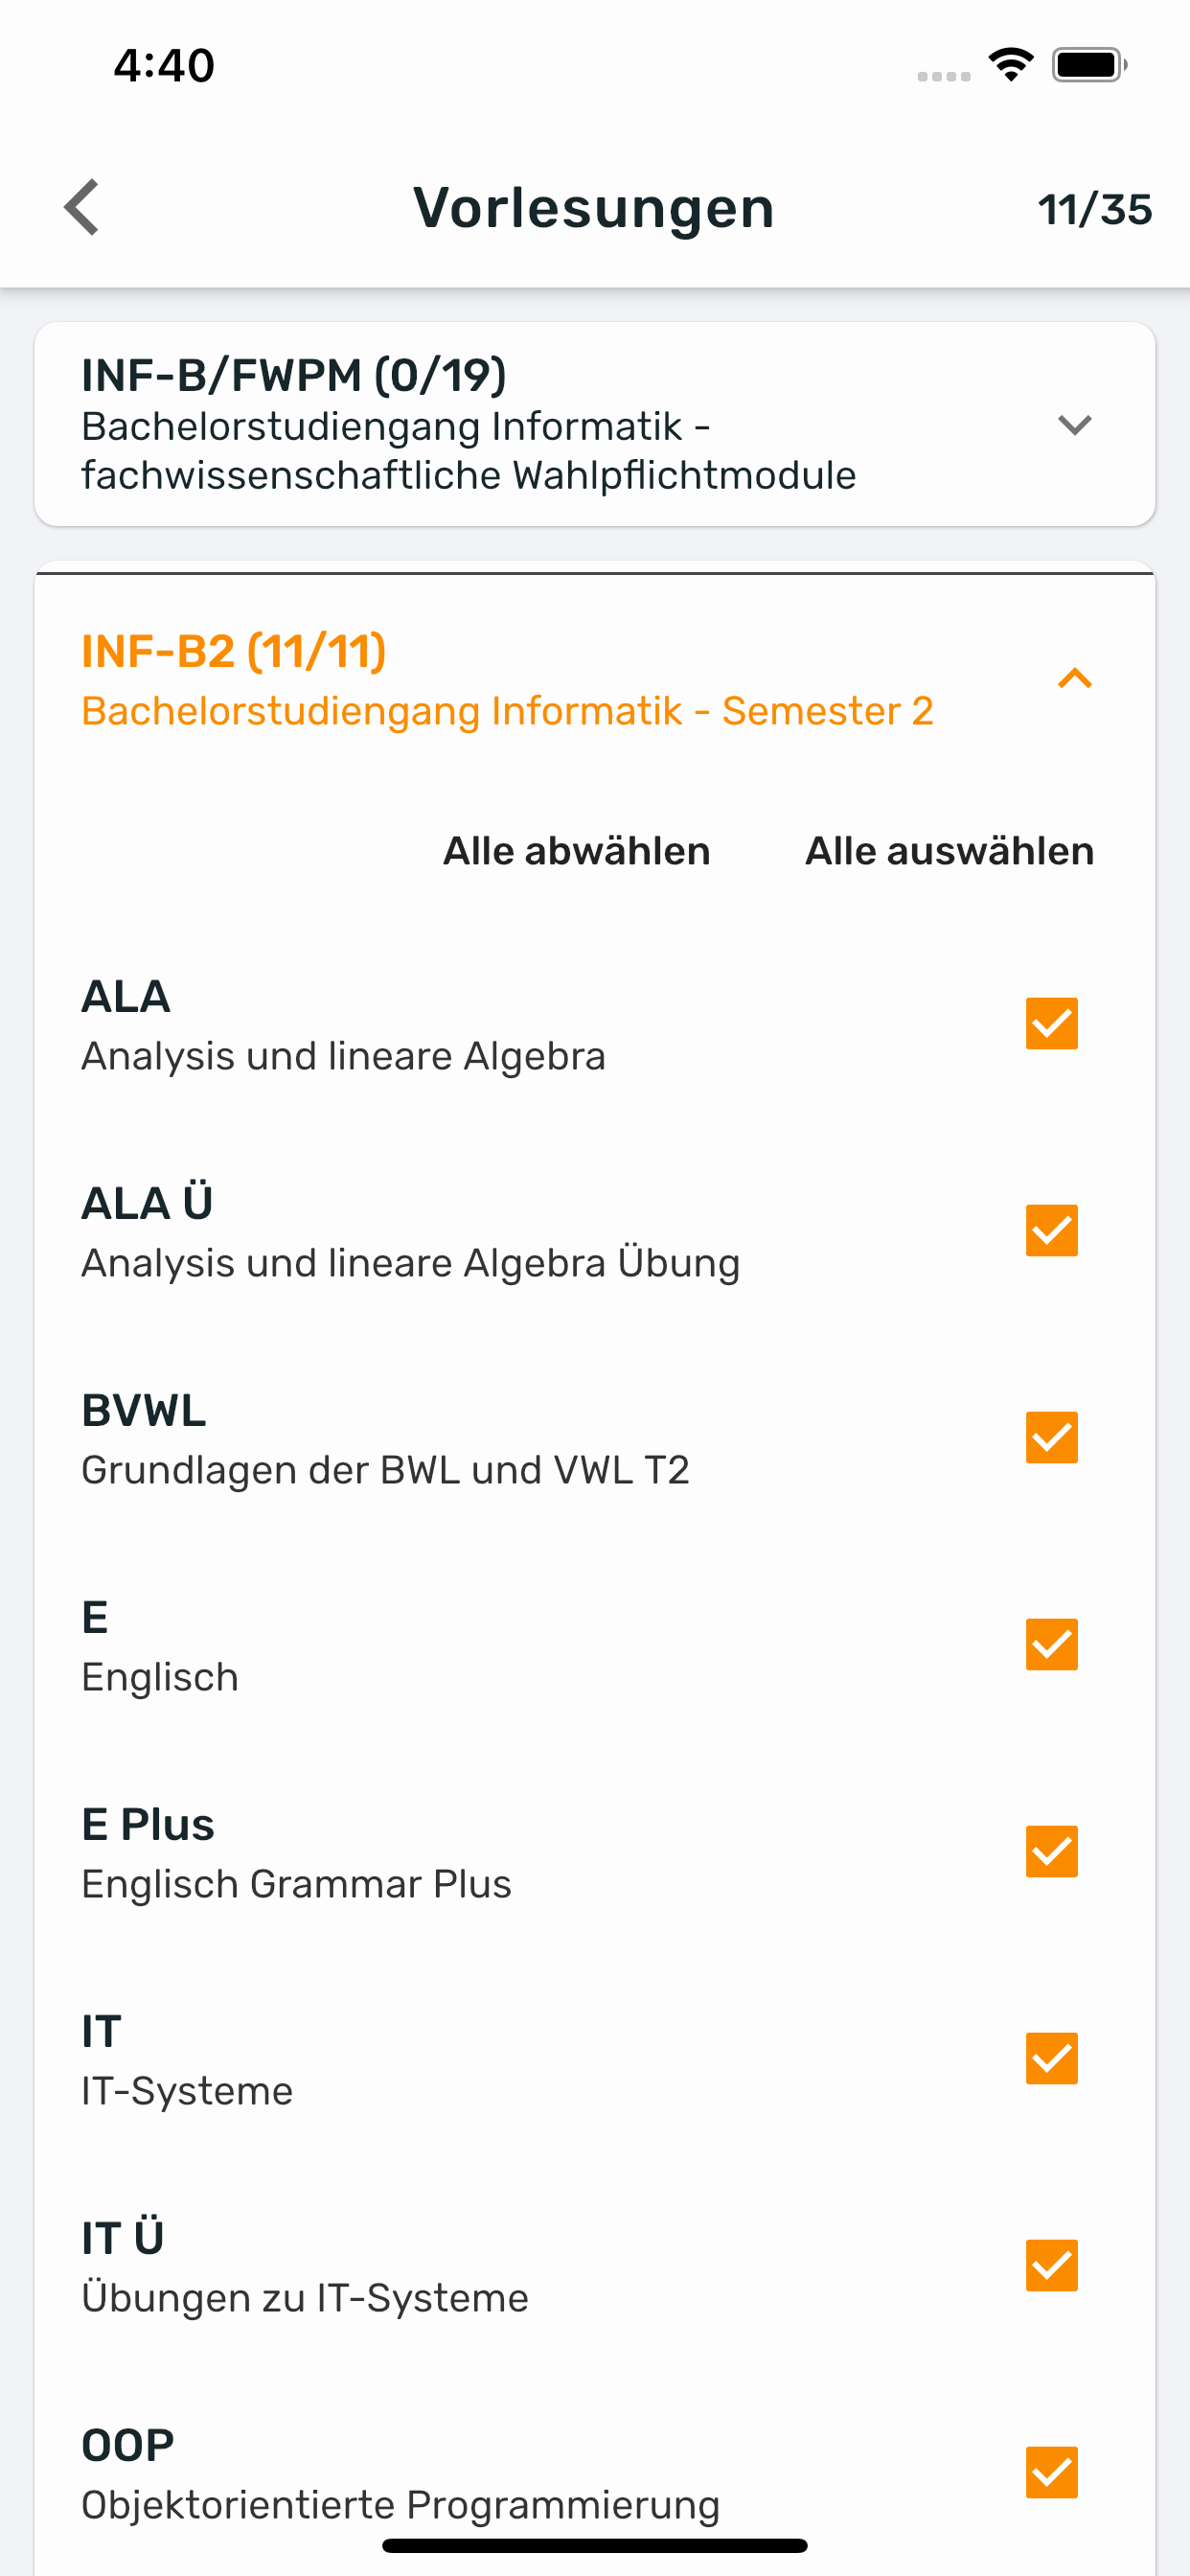 4:40
Vorlesungen
11/35
INF-B/FWPM (0/19)
Bachelorstudiengang Informatik -
fachwissenschaftliche Wahlpflichtmodule
INF-B2 (11/11)
Bachelorstudiengang Informatik - Semester 2
Alle abwählen
Alle auswählen
ALA
Analysis und lineare Algebra
ALA Ü
Analysis und lineare Algebra Übung
BVWL
Grundlagen der BWL und VWL T2
E
Englisch
E Plus
Englisch Grammar Plus
IT
IT-Systeme
IT Ü
Übungen zu IT-Systeme
OOP
Objektorientierte Programmierung